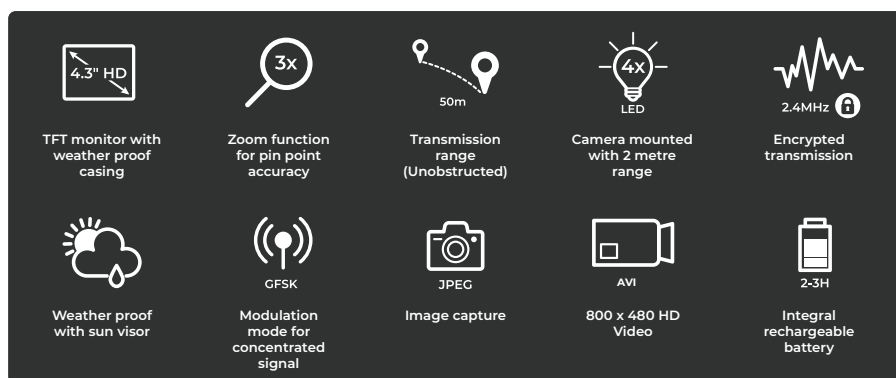 4.3" HD
TFT monitor with
weather proof
casing
3x
Zoom function
for pin point
accuracy
50m
Transmission
range
(Unobstructed)
4x
LED
Camera mounted
with 2 metre
range
2.4MHz
Encrypted
transmission
Weather proof
with sun visor
GFSK
Modulation
mode for
concentrated
signal
JPEG
Image capture
AVI
800 x 480 HD
Video
2-3H
Integral
rechargeable
battery